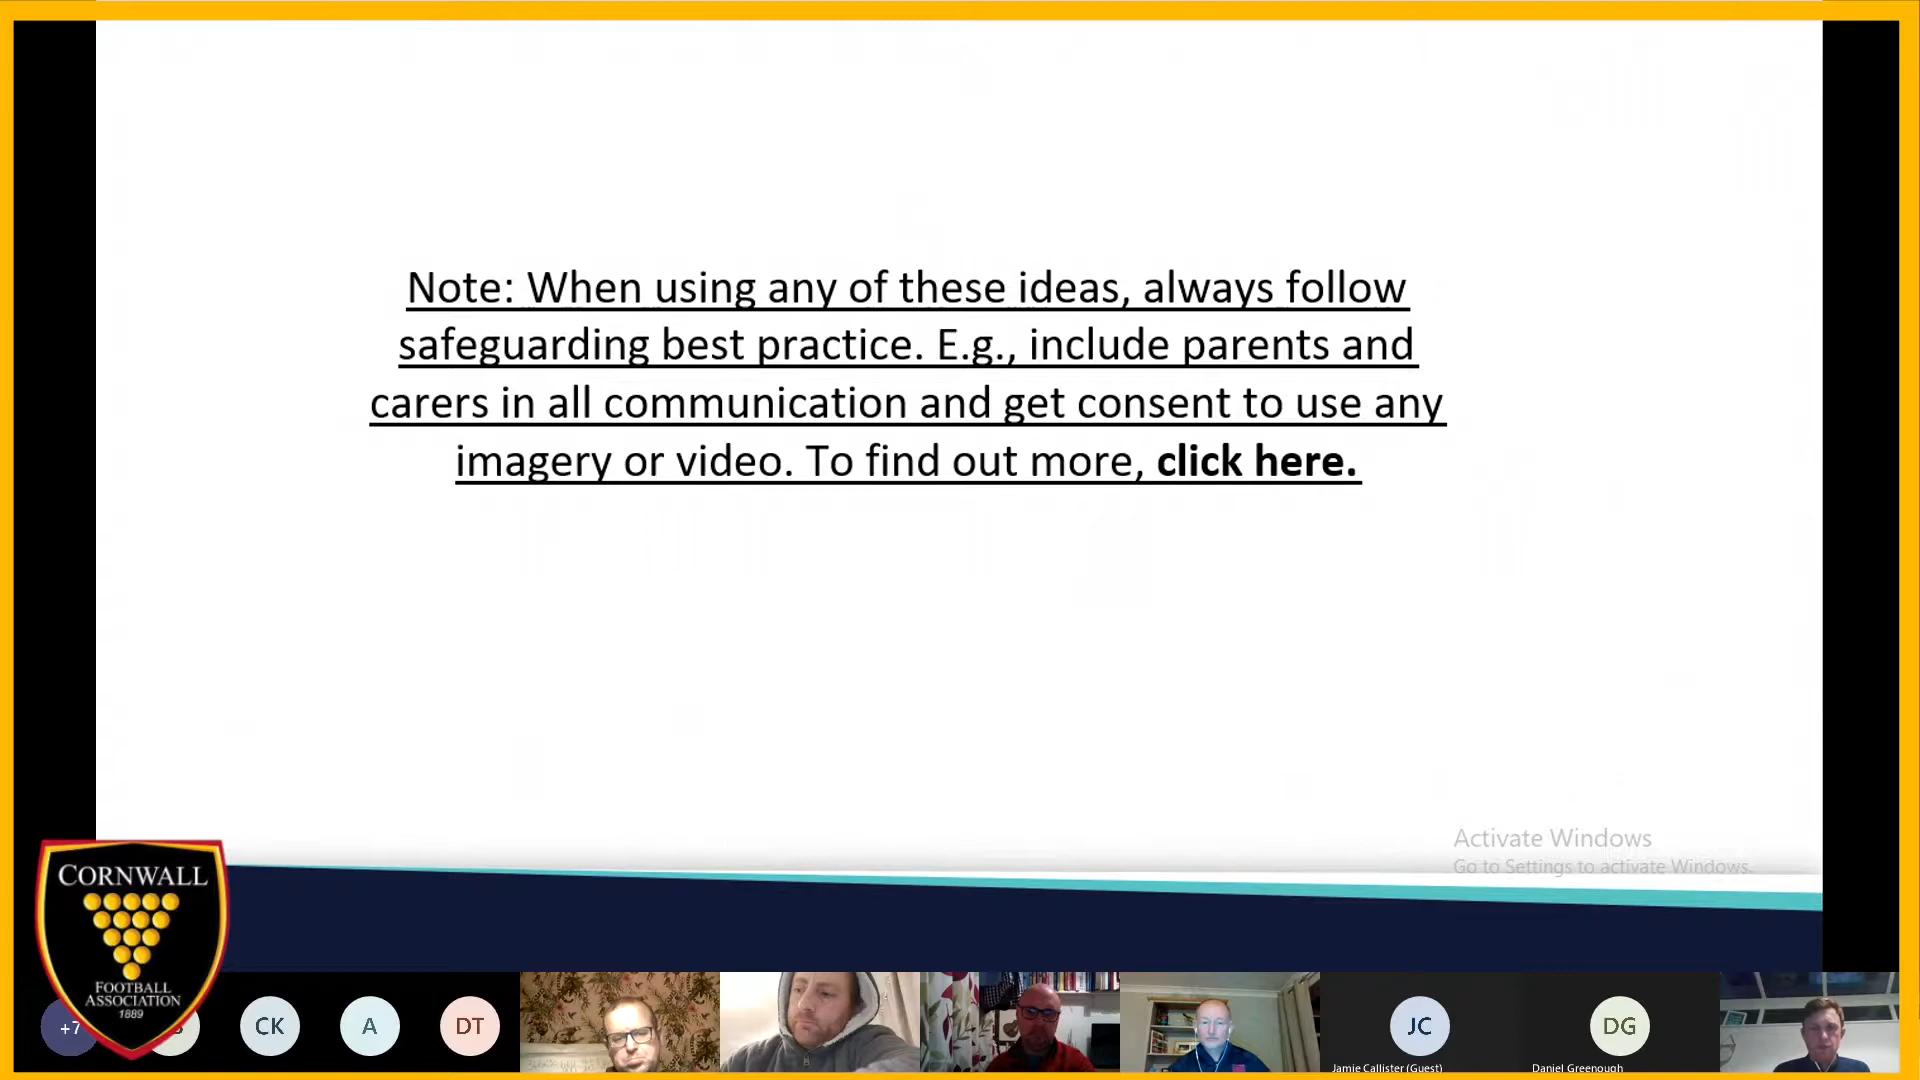 Note: When using any of these ideas, always follow
safeguarding best practice. E.g., include parents and
carers in all communication and get consent to use any
imagery or video. To find out more, click here.
Activate Windows
Go to Settings to activate Windows.
CORNWALL
FOOTBALL
ASSOCIATION
1889
+7
CK
A
DT
JC
DG
Jamie Callister (Guest)
Daniel Greenough